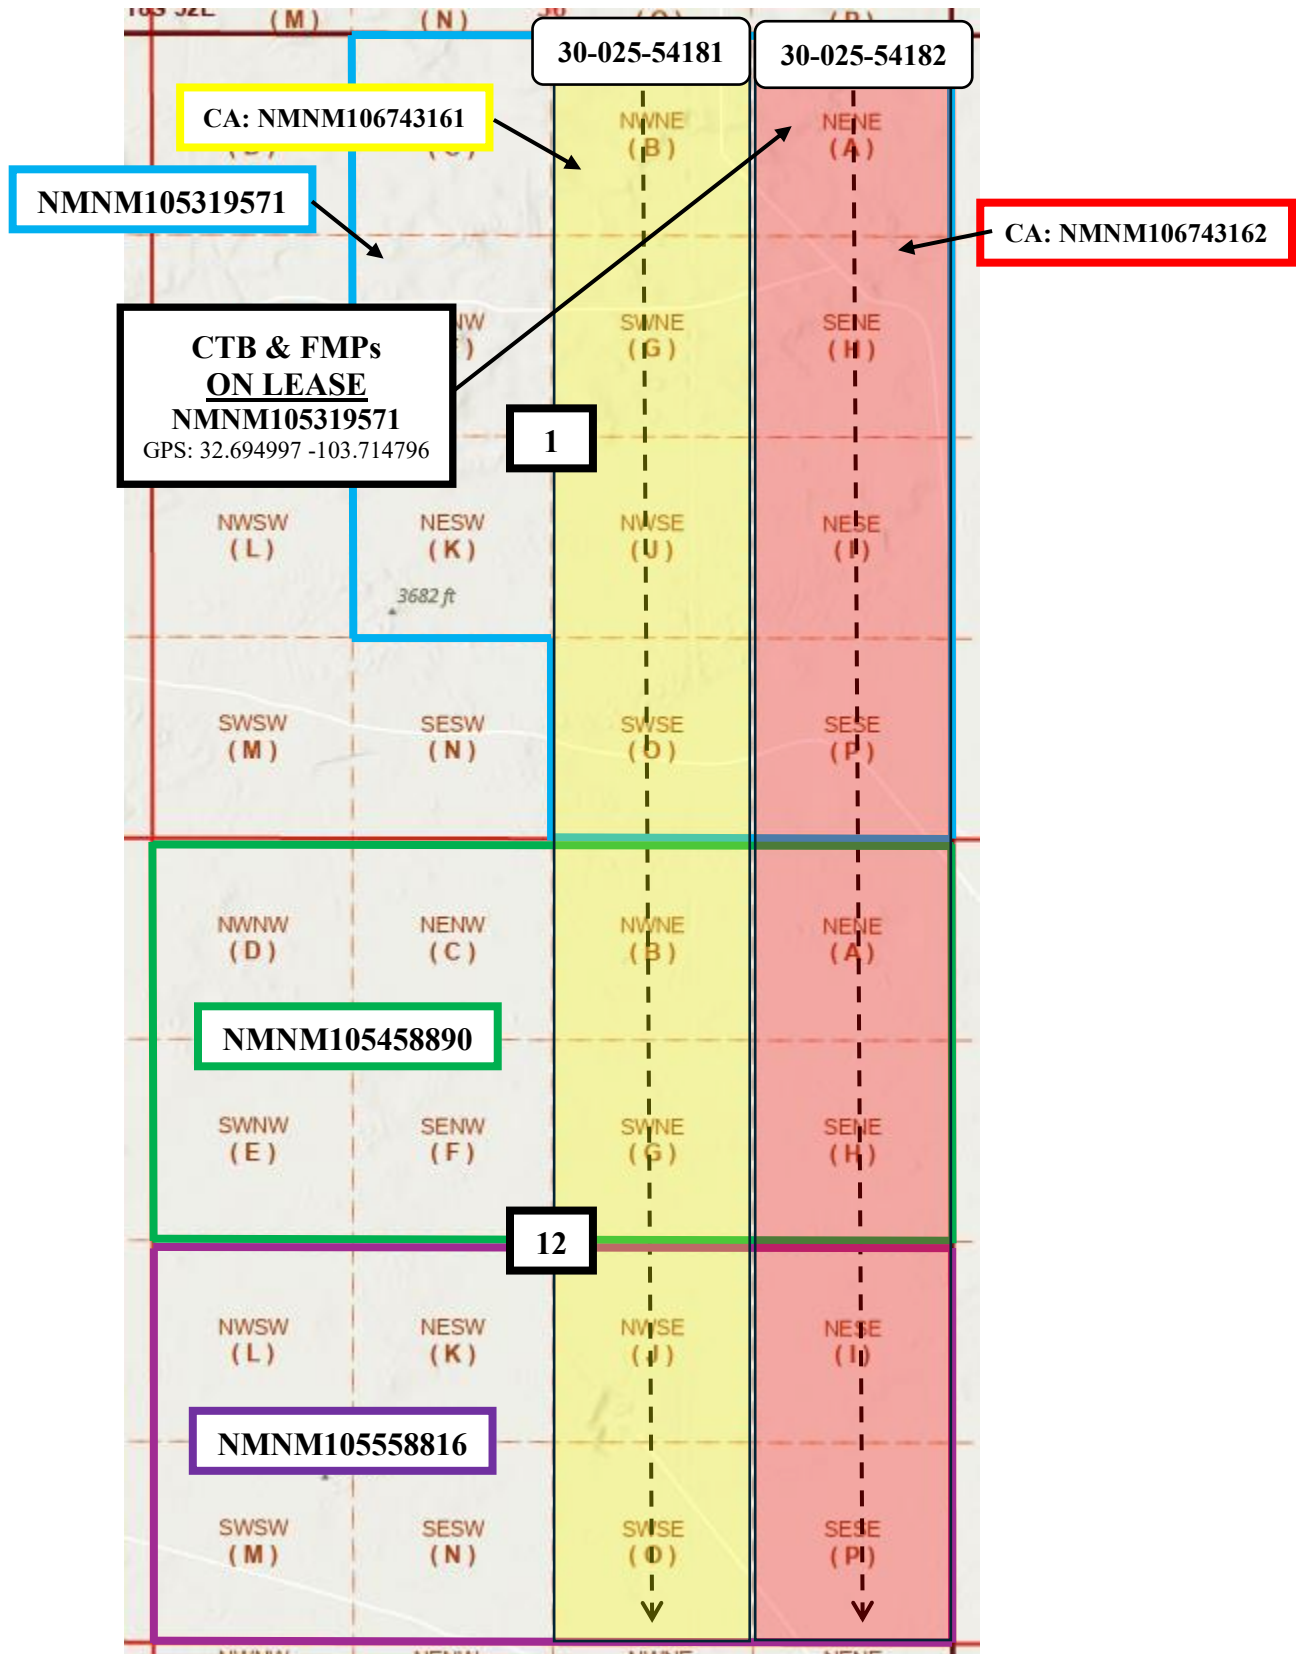 (M)
(N)
30-025-54181
30-025-54182
CA: NMNM106743161
NWNE
(B)
NENE
(A)
NMNM105319571
CA: NMNM106743162
CTB & FMPs
ON LEASE
NMNM105319571
GPS: 32.694997 -103.714796
SWNE
(G)
SENE
(H)
1
NWSW
(L)
NESW
(K)
NWSE
(J)
NESE
(I)
3682 ft
SWSW
(M)
SESW
(N)
SWSE
(O)
SESE
(P)
NWNW
(D)
NENW
(C)
NWNE
(B)
NENE
(A)
NMNM105458890
SWNW
(E)
SENW
(F)
SWNE
(G)
SENE
(H)
12
NWSW
(L)
NESW
(K)
NWSE
(J)
NESE
(I)
NMNM105558816
SWSW
(M)
SESW
(N)
SWSE
(O)
SESE
(P)